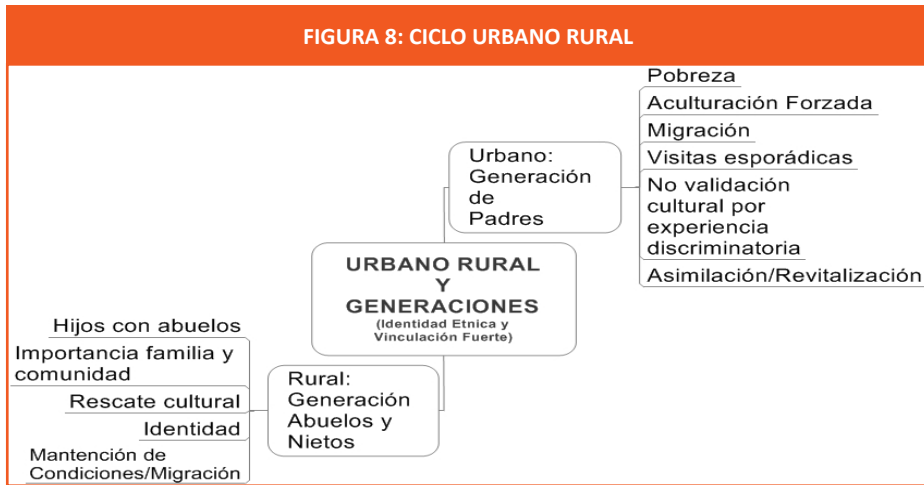 FIGURA 8: CICLO URBANO RURAL
Pobreza
Aculturación Forzada
Migración
Visitas esporádicas
No validación
cultural por
experiencia
discriminatoria
Asimilación/Revitalización
Urbano:
Generación
de
Padres
URBANO RURAL
Y
GENERACIONES
(Identidad Etnica y
Vinculación Fuerte)
Rural:
Generación
Abuelos y
Nietos
Hijos con abuelos
Importancia familia y
comunidad
Rescate cultural
Identidad
Mantención de
Condiciones/Migración